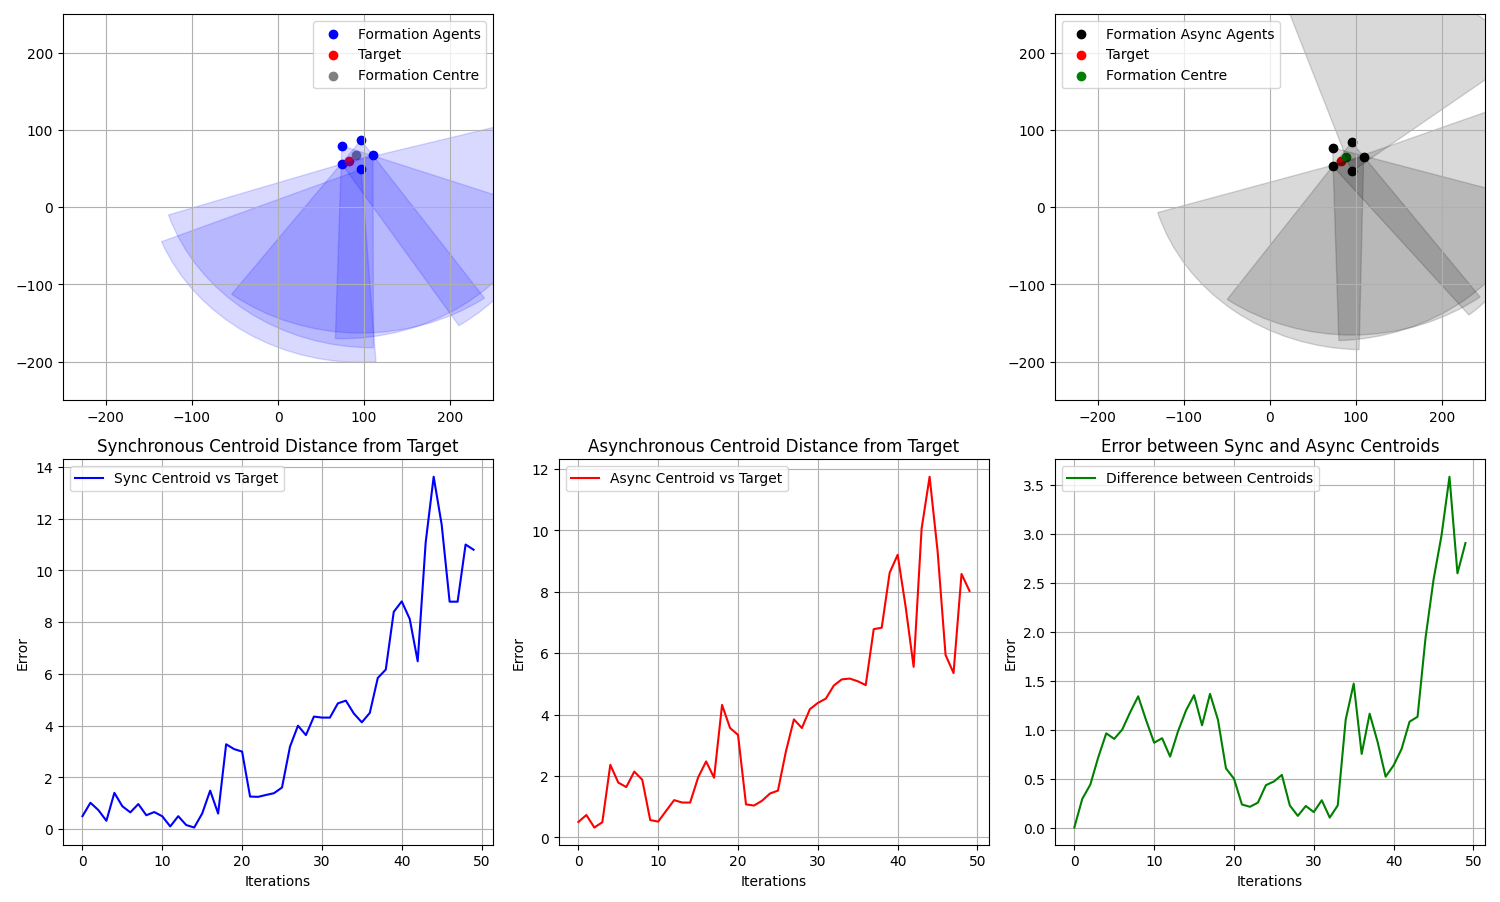 Formation Agents
Target
Formation Centre
200
100
0
−100
−200
−200 −100 0 100 200
Formation Async Agents
Target
Formation Centre
200
100
0
−100
−200
−200 −100 0 100 200
Synchronous Centroid Distance from Target
Sync Centroid vs Target
14
12
10
8
6
4
2
0
Error
0 10 20 30 40 50
Iterations
Asynchronous Centroid Distance from Target
Async Centroid vs Target
12
10
8
6
4
2
0
Error
0 10 20 30 40 50
Iterations
Error between Sync and Async Centroids
Difference between Centroids
3.5
3.0
2.5
2.0
1.5
1.0
0.5
0.0
Error
0 10 20 30 40 50
Iterations